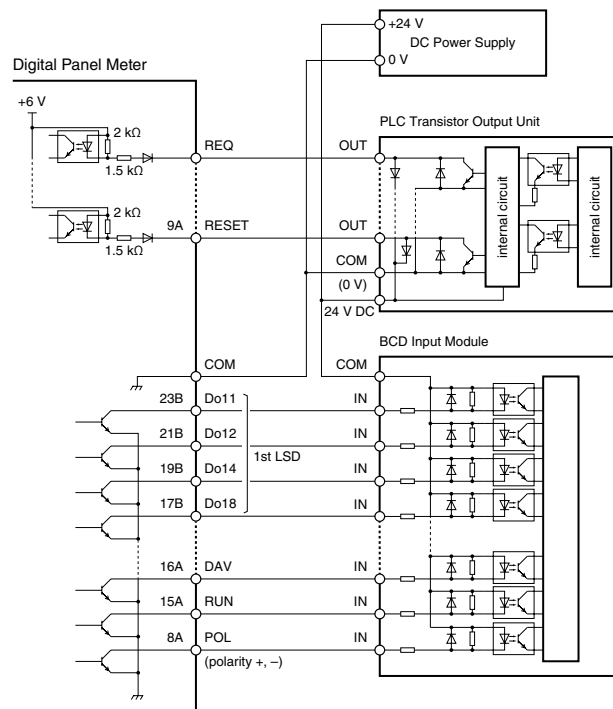 +24 V
DC Power Supply
0 V
Digital Panel Meter
+6 V
PLC Transistor Output Unit
2 kΩ
REQ
OUT
1.5 kΩ
internal circuit
internal circuit
2 kΩ
9A
RESET
OUT
1.5 kΩ
COM
(0 V)
24 V DC
BCD Input Module
COM
COM
23B
Do11
IN
21B
Do12
IN
1st LSD
19B
Do14
IN
17B
Do18
IN
16A
DAV
IN
15A
RUN
IN
8A
POL
IN
(polarity +, –)